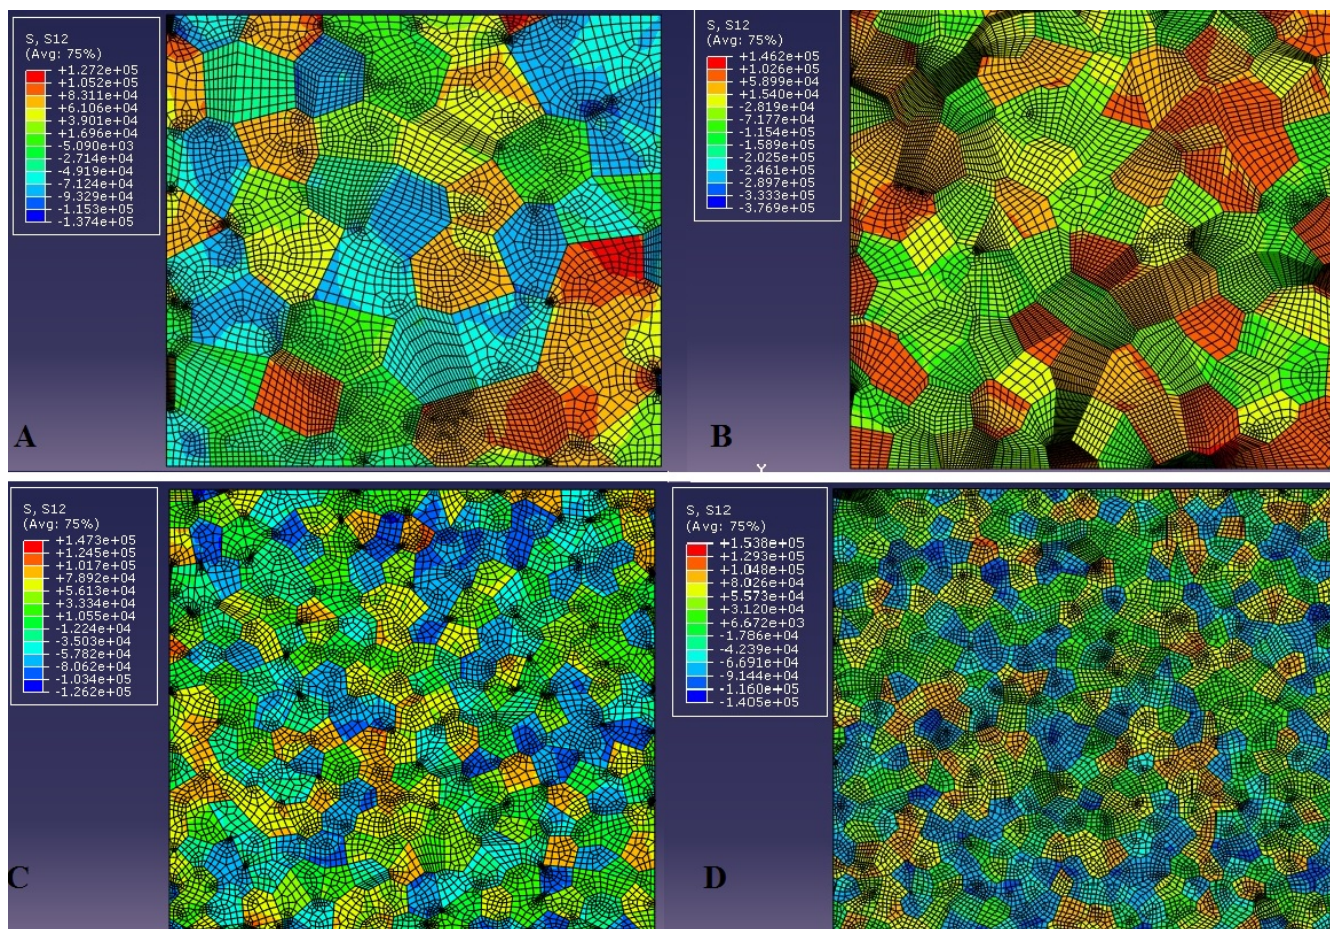 S, S12
(Avg: 75%)
+1.272e+05
+1.052e+05
+8.311e+04
+6.106e+04
+3.901e+04
+1.696e+04
-5.090e+03
-2.714e+04
-4.919e+04
-7.124e+04
-9.329e+04
-1.153e+05
-1.374e+05
A
S, S12
(Avg: 75%)
+1.462e+05
+1.026e+05
+5.899e+04
+1.540e+04
-2.819e+04
-7.177e+04
-1.154e+05
-1.589e+05
-2.025e+05
-2.461e+05
-2.897e+05
-3.333e+05
-3.769e+05
B
Y
S, S12
(Avg: 75%)
+1.473e+05
+1.245e+05
+1.017e+05
+7.892e+04
+5.613e+04
+3.334e+04
+1.055e+04
-1.224e+04
-3.503e+04
-5.782e+04
-8.062e+04
-1.034e+05
-1.262e+05
C
S, S12
(Avg: 75%)
+1.538e+05
+1.293e+05
+1.048e+05
+8.026e+04
+5.573e+04
+3.120e+04
+6.672e+03
-1.786e+04
-4.239e+04
-6.691e+04
-9.144e+04
-1.160e+05
-1.405e+05
D